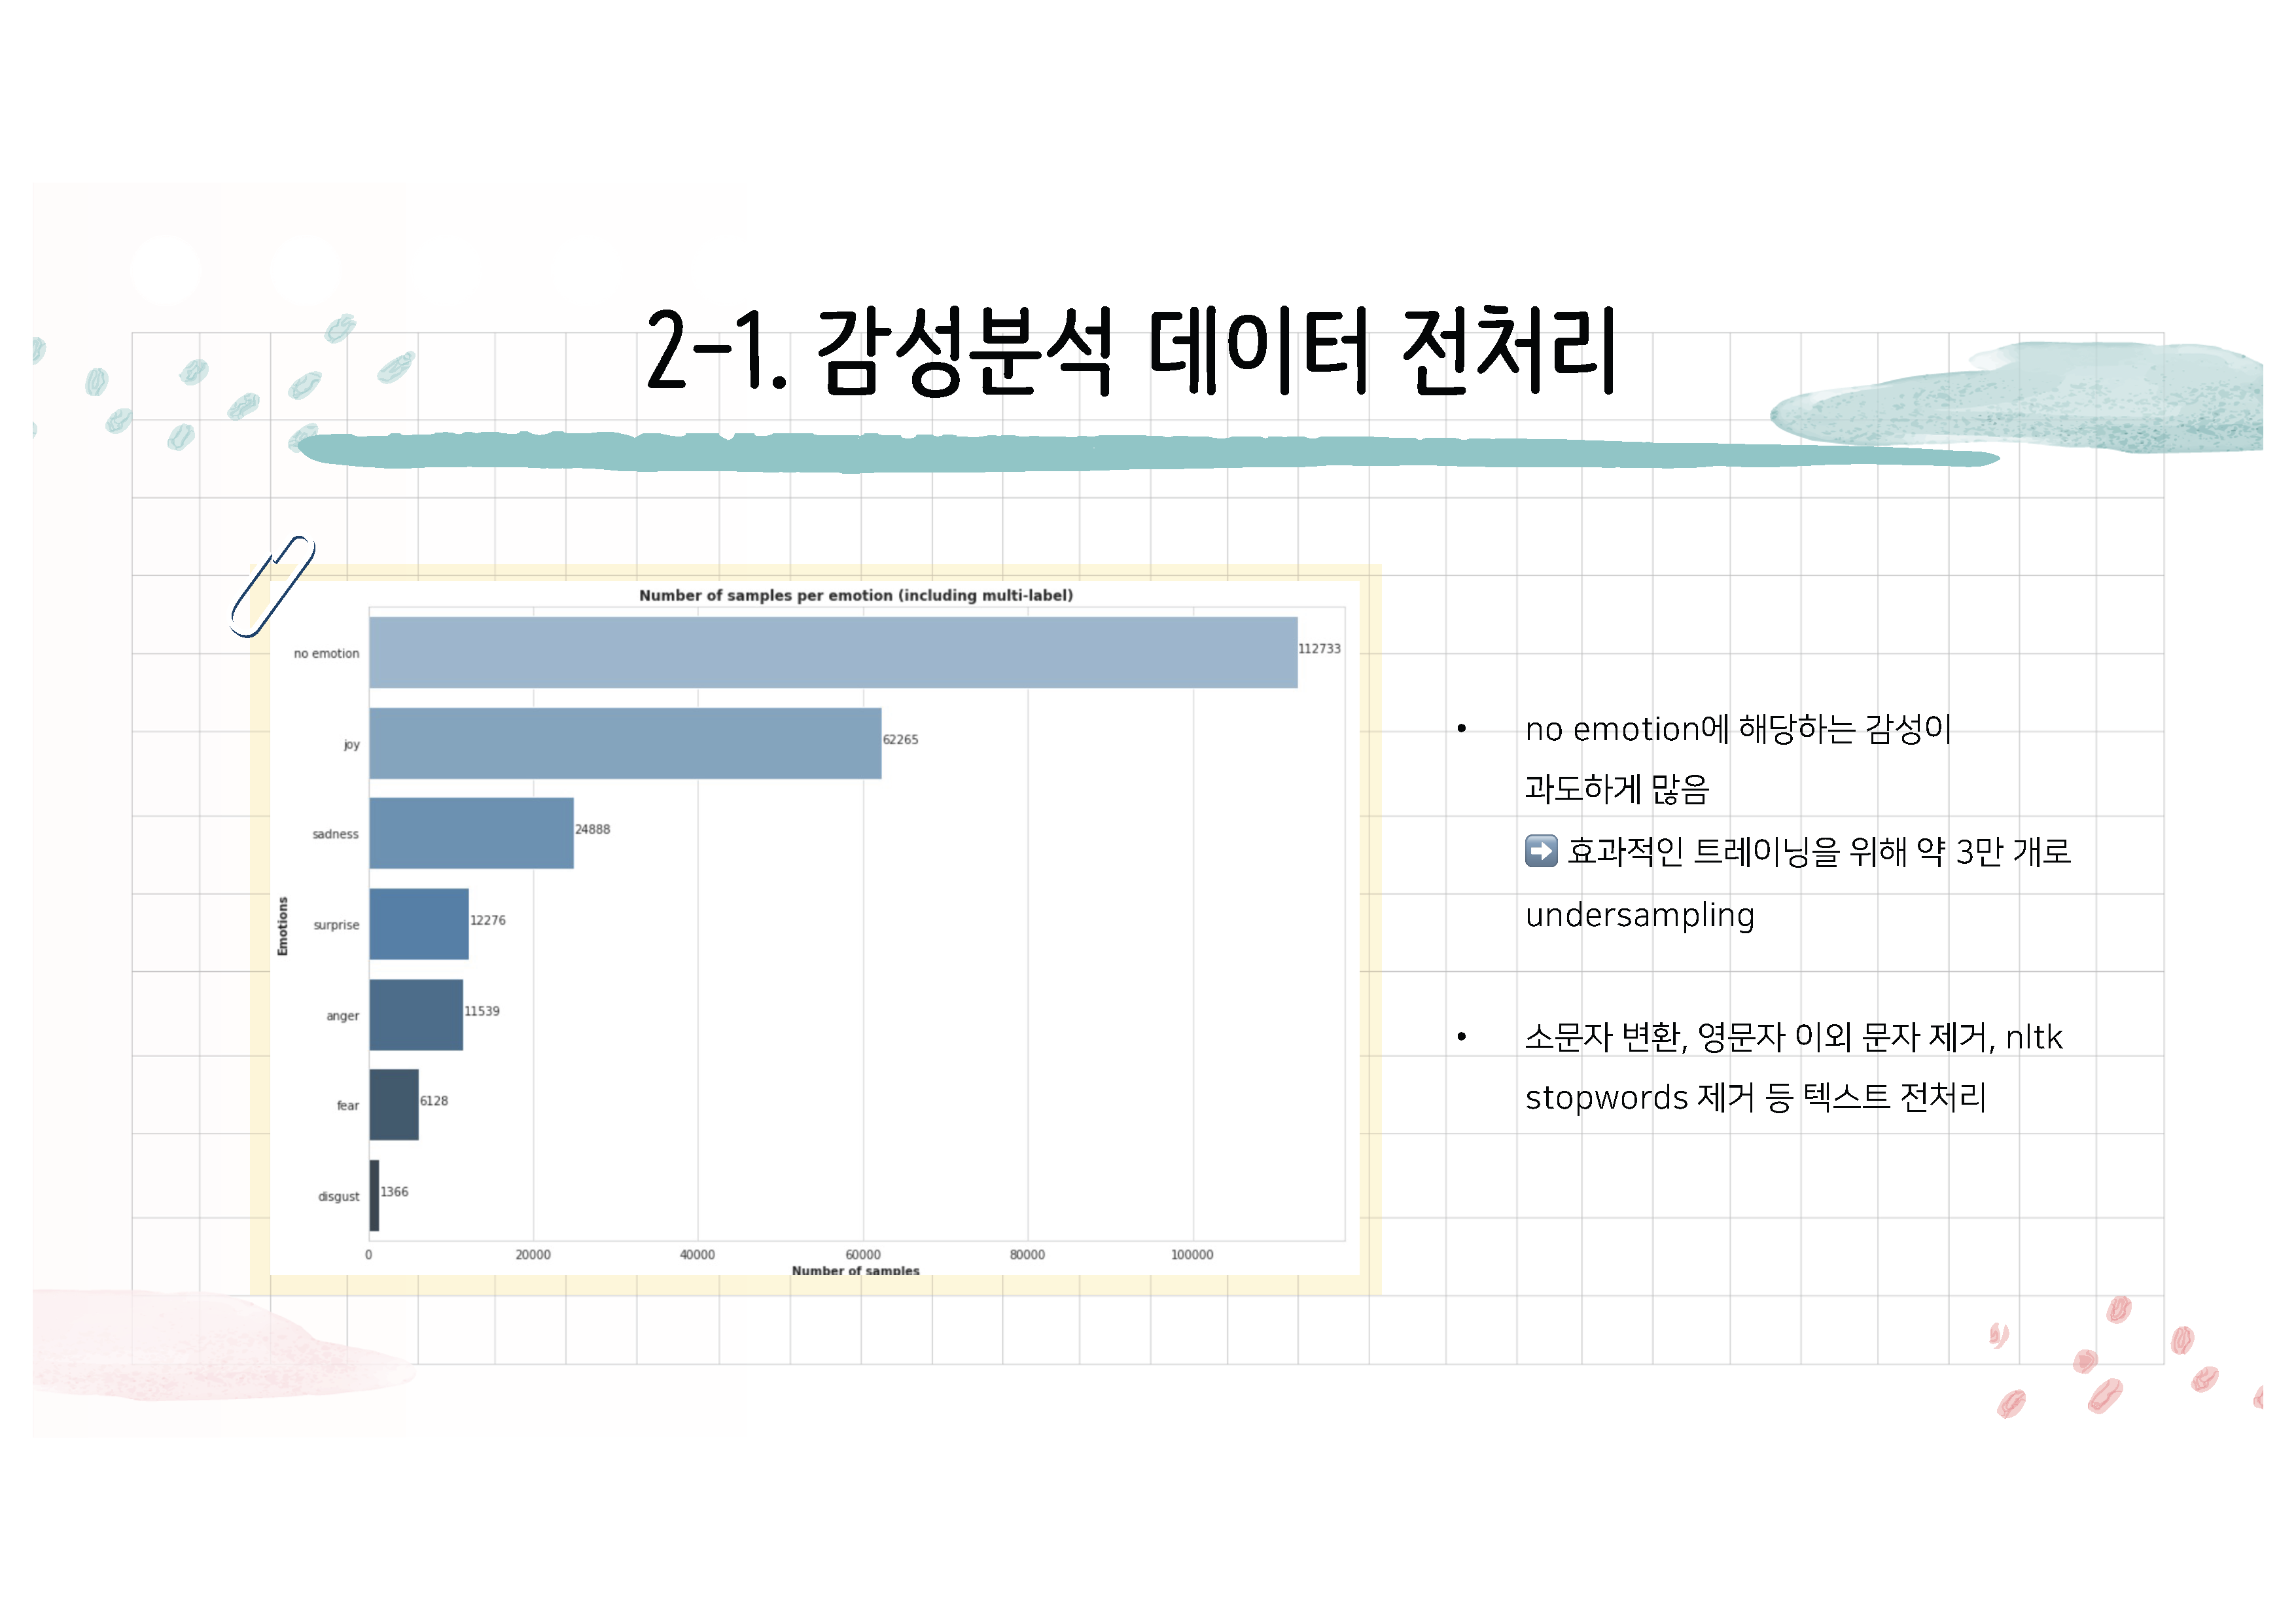 2-1. 감성분석 데이터 전처리
Number of samples per emotion (including multi-label)
no emotion 112733
joy 62265
sadness 24888
surprise 12276
anger 11539
fear 6128
disgust 1366
Emotions
0 20000 40000 60000 80000 100000
Number of samples
• no emotion에 해당하는 감성이
과도하게 많음
➡ 효과적인 트레이닝을 위해 약 3만 개로
undersampling
• 소문자 변환, 영문자 이외 문자 제거, nltk
stopwords 제거 등 텍스트 전처리